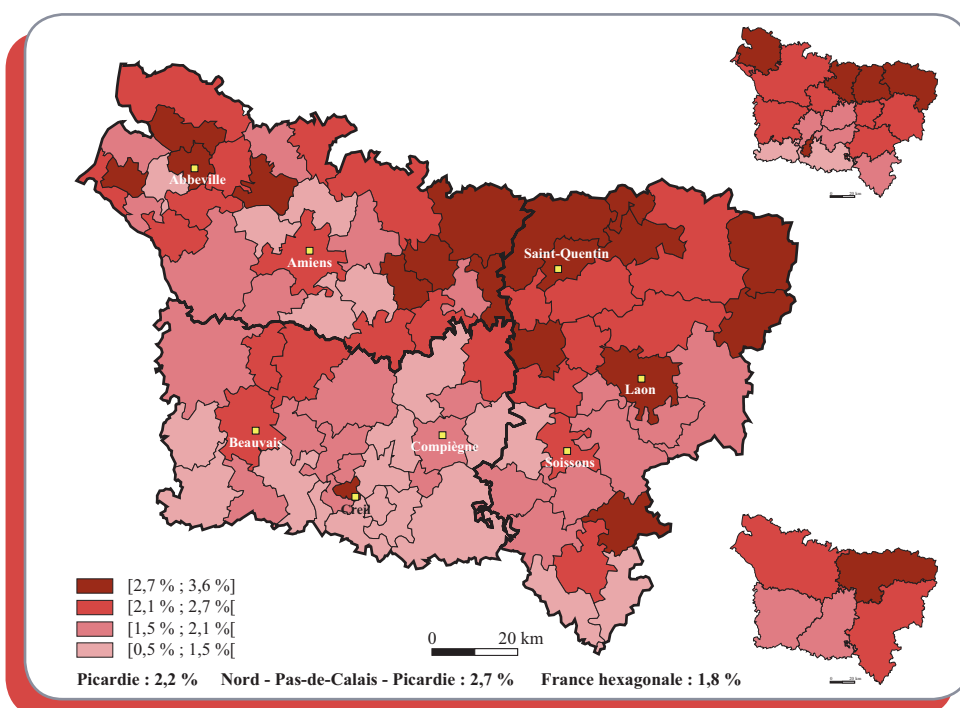 Abbeville
Amiens
Saint-Quentin
Laon
Beauvais
Compiègne
Soissons
Creil
[2,7 % ; 3,6 %]
[2,1 % ; 2,7 %[
[1,5 % ; 2,1 %[
[0,5 % ; 1,5 %[
0 20 km
Picardie : 2,2 % Nord - Pas-de-Calais - Picardie : 2,7 % France hexagonale : 1,8 %